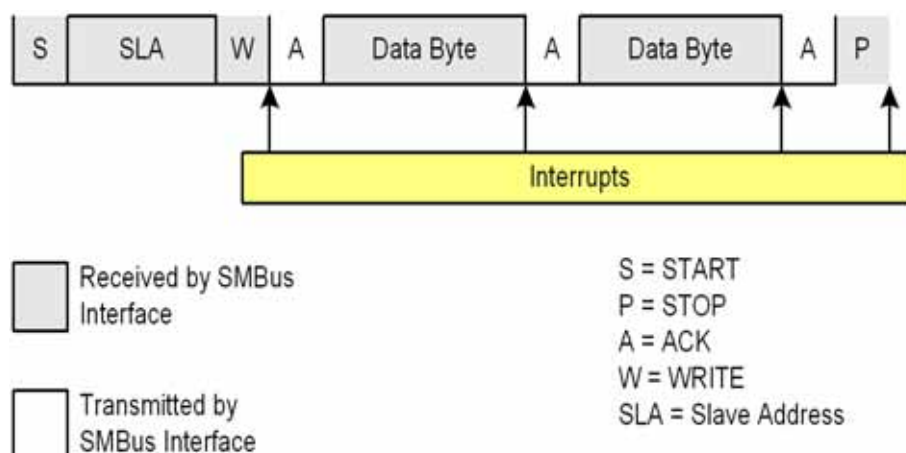 S SLA W A Data Byte A Data Byte A P
Interrupts
Received by SMBus
Interface
Transmitted by
SMBus Interface
S = START
P = STOP
A = ACK
W = WRITE
SLA = Slave Address